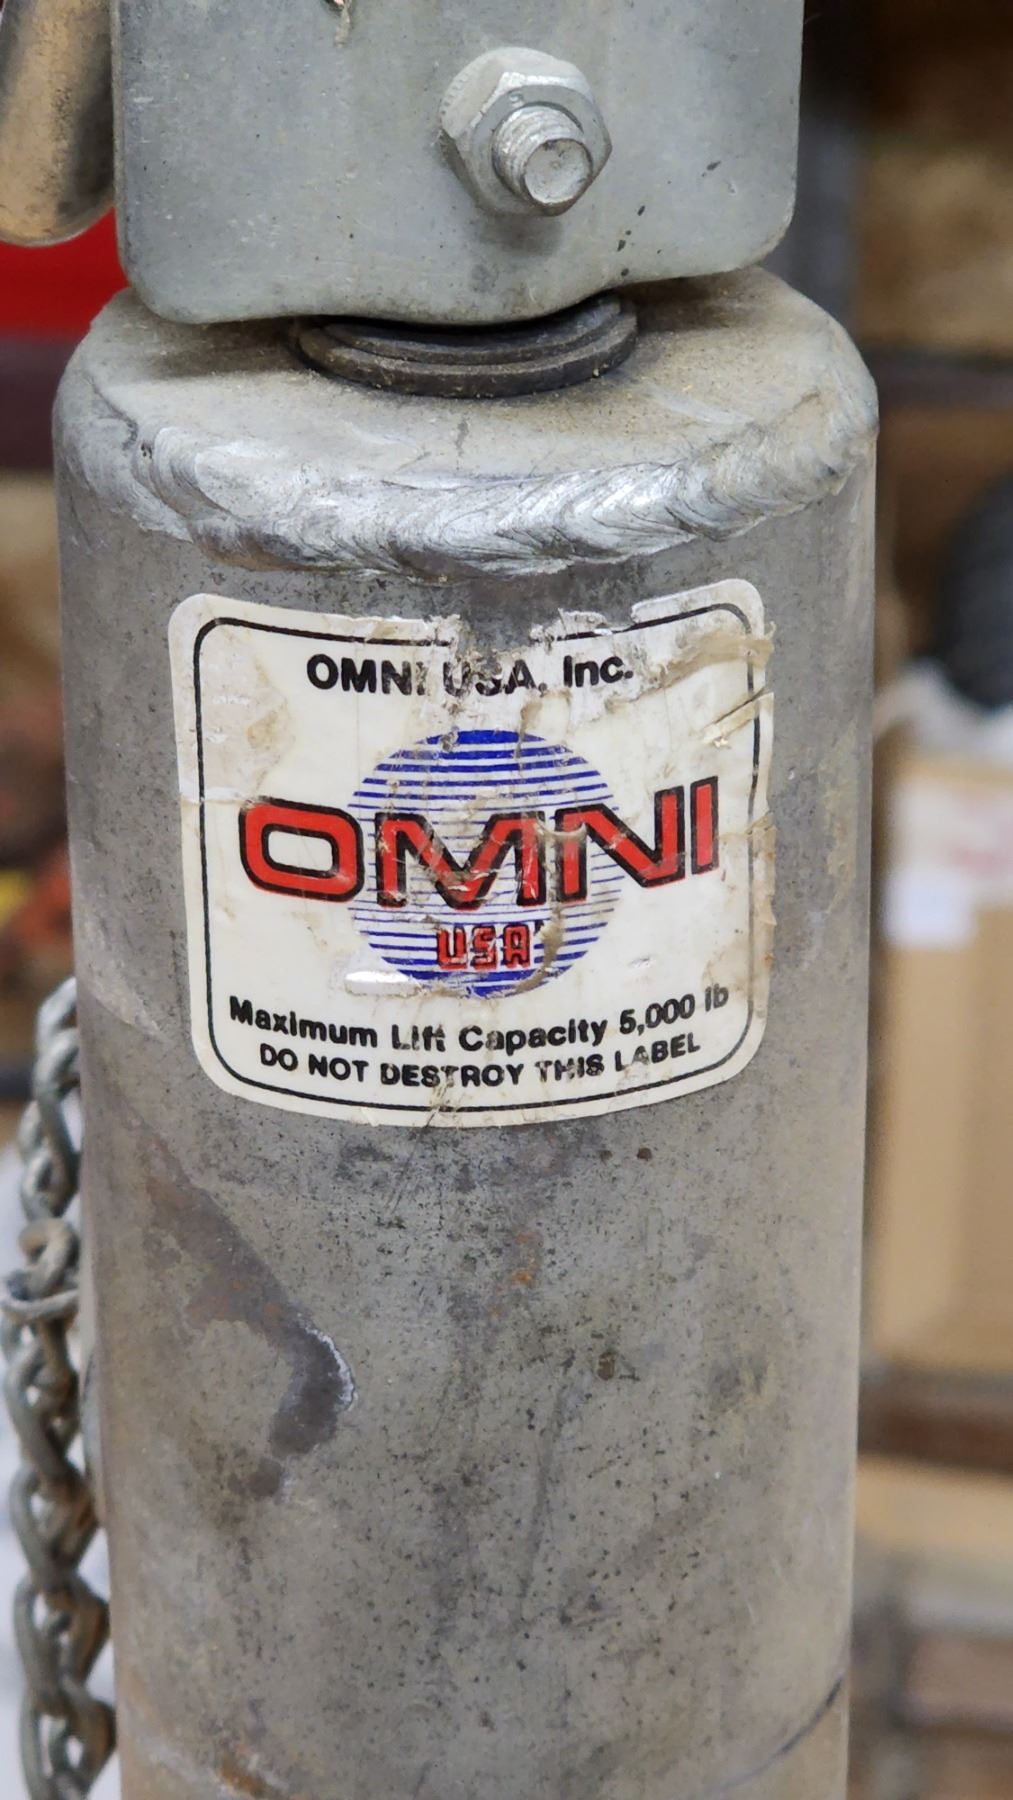 OMNI USA, Inc.
OMNI
USA
Maximum Lift Capacity 5,000 lb
DO NOT DESTROY THIS LABEL